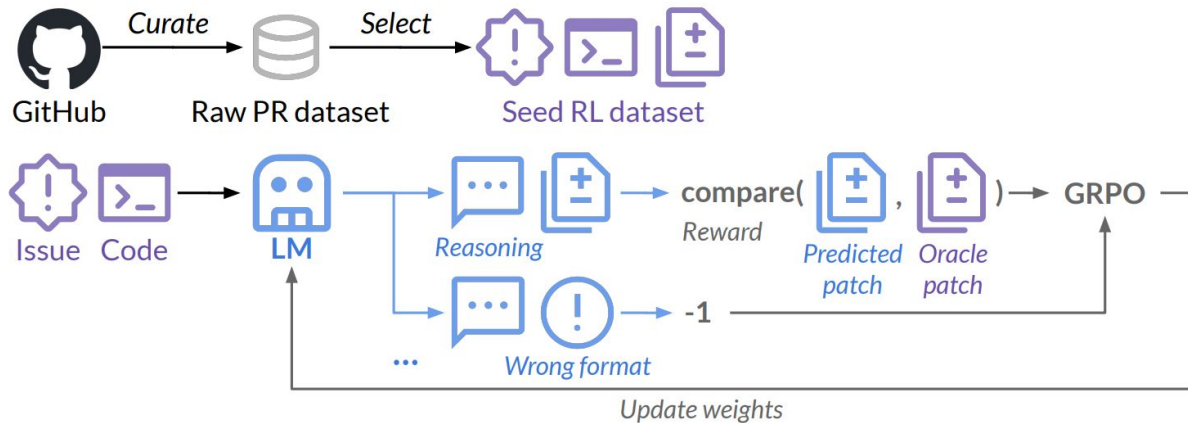 Curate
Select
GitHub
Raw PR dataset
Seed RL dataset
Issue
Code
LM
Reasoning
compare( , )
Reward
Predicted
patch
Oracle
patch
GRPO
-1
...
Wrong format
Update weights